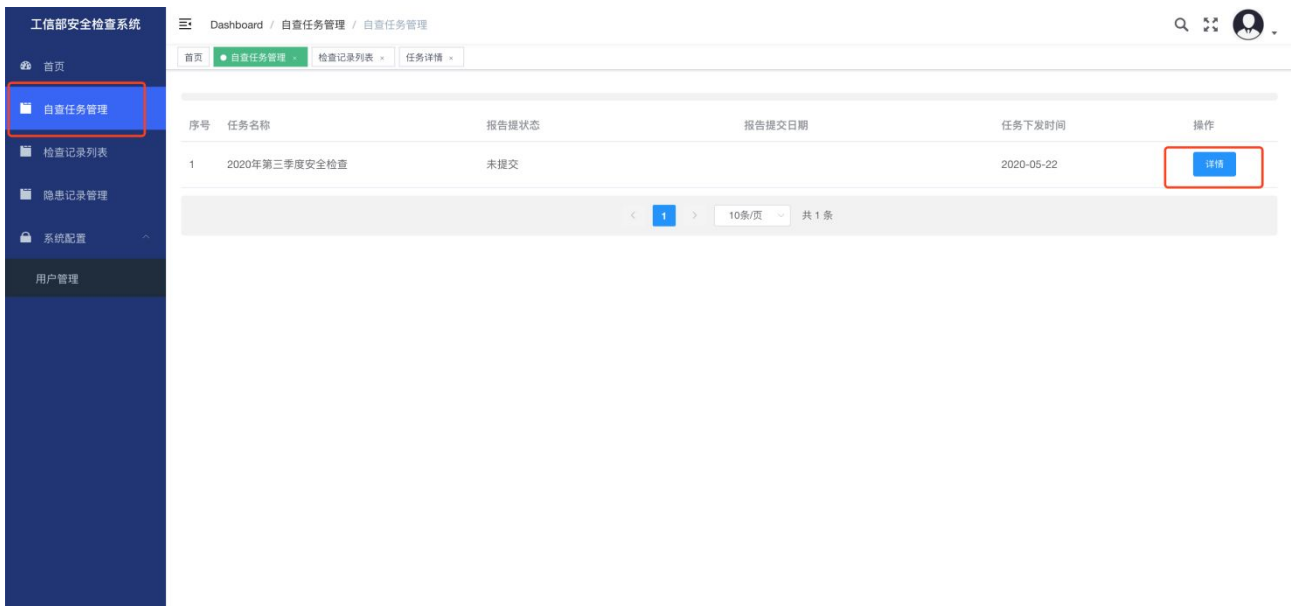 工信部安全检查系统
Dashboard / 自查任务管理 / 自查任务管理
首页 自查任务管理 × 检查记录列表 × 任务详情 ×
首页
自查任务管理
检查记录列表
隐患记录管理
系统配置
用户管理
序号 任务名称 报告提状态 报告提交日期 任务下发时间 操作
1 2020年第三季度安全检查 未提交 2020-05-22 详情
< 1 > 10条/页 共 1 条